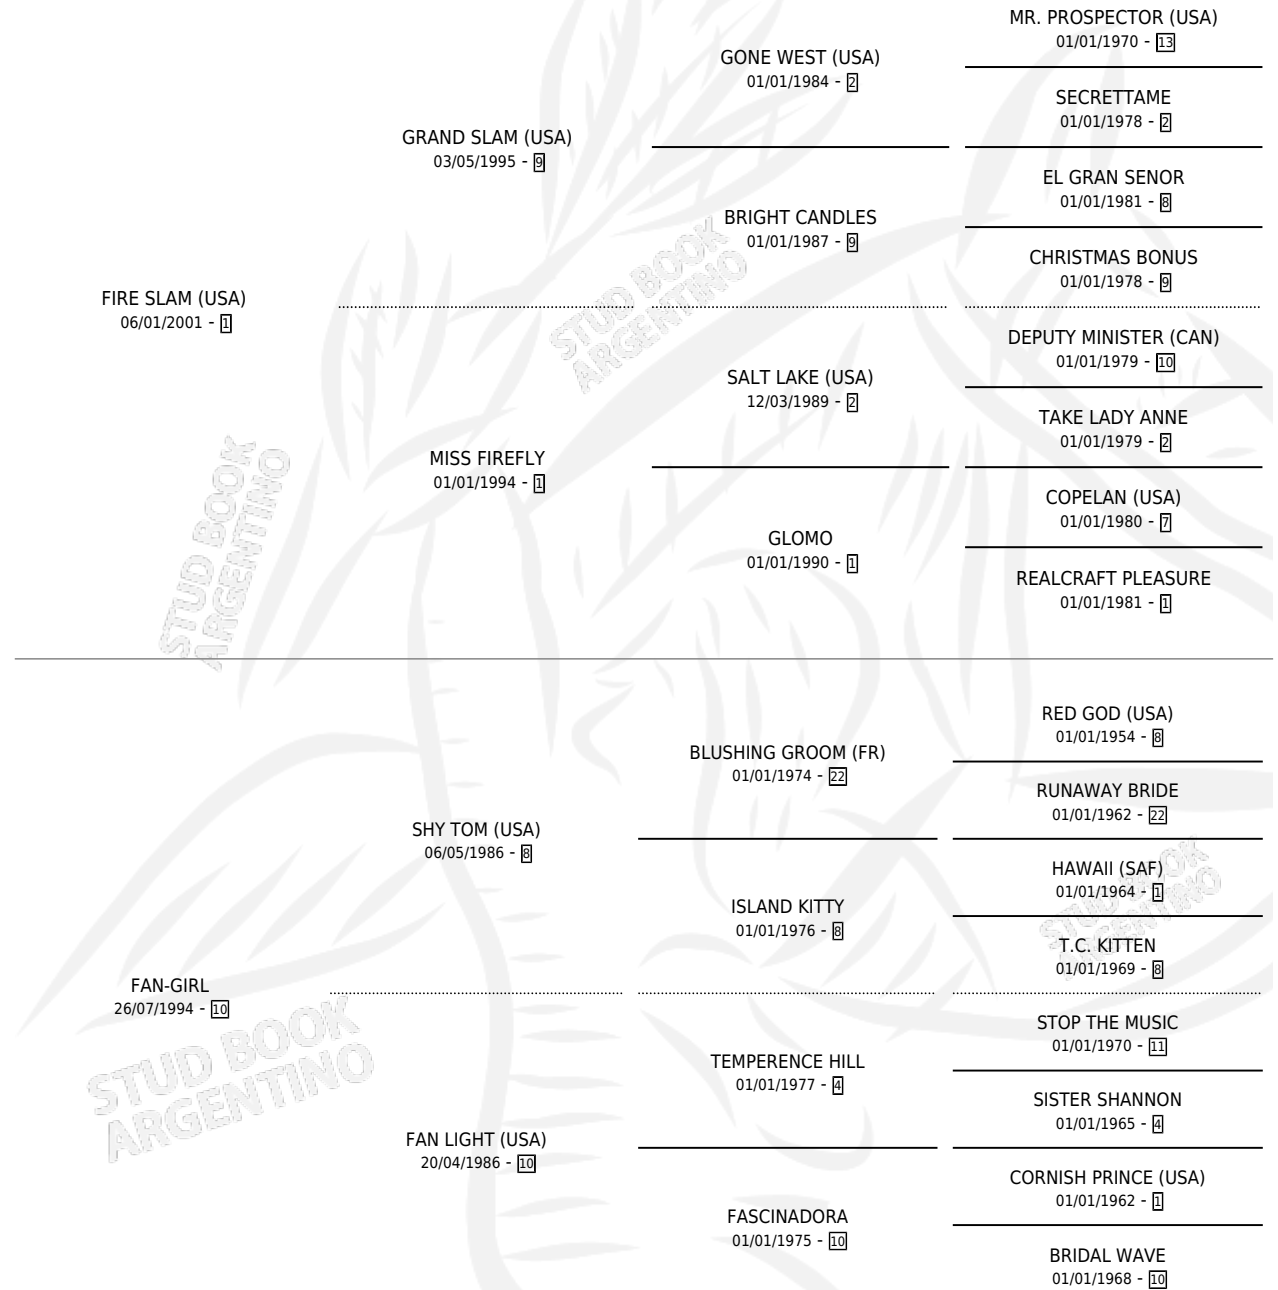 MR. PROSPECTOR (USA)
01/01/1970 - 13
GONE WEST (USA)
01/01/1984 - 2
SECRETTAME
01/01/1978 - 2
GRAND SLAM (USA)
03/05/1995 - 9
EL GRAN SENOR
01/01/1981 - 8
BRIGHT CANDLES
01/01/1987 - 9
CHRISTMAS BONUS
01/01/1978 - 9
FIRE SLAM (USA)
06/01/2001 - 1
STUD BOOK
ARGENTINO
DEPUTY MINISTER (CAN)
01/01/1979 - 10
SALT LAKE (USA)
12/03/1989 - 2
TAKE LADY ANNE
01/01/1979 - 2
MISS FIREFLY
01/01/1994 - 1
COPELAN (USA)
01/01/1980 - 7
GLOMO
01/01/1990 - 1
REALCRAFT PLEASURE
01/01/1981 - 1
STUD BOOK
ARGENTINO
RED GOD (USA)
01/01/1954 - 8
BLUSHING GROOM (FR)
01/01/1974 - 22
RUNAWAY BRIDE
01/01/1962 - 22
SHY TOM (USA)
06/05/1986 - 8
HAWAII (SAF)
01/01/1964 - 1
ISLAND KITTY
01/01/1976 - 8
STUD BOOK
ARGENTINO
T.C. KITTEN
01/01/1969 - 8
FAN-GIRL
26/07/1994 - 10
STOP THE MUSIC
01/01/1970 - 11
TEMPERENCE HILL
01/01/1977 - 4
STUD BOOK
ARGENTINO
SISTER SHANNON
01/01/1965 - 4
FAN LIGHT (USA)
20/04/1986 - 10
CORNISH PRINCE (USA)
01/01/1962 - 1
FASCINADORA
01/01/1975 - 10
BRIDAL WAVE
01/01/1968 - 10